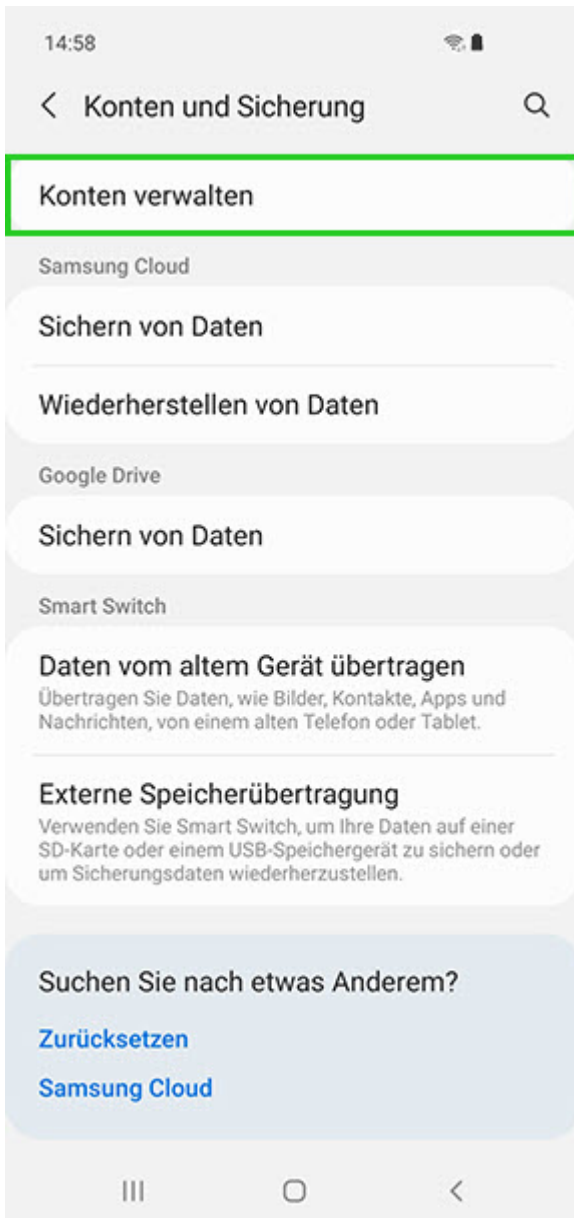 14:58
Konten und Sicherung
Konten verwalten
Samsung Cloud
Sichern von Daten
Wiederherstellen von Daten
Google Drive
Sichern von Daten
Smart Switch
Daten vom altem Gerät übertragen
Übertragen Sie Daten, wie Bilder, Kontakte, Apps und
Nachrichten, von einem alten Telefon oder Tablet.
Externe Speicherübertragung
Verwenden Sie Smart Switch, um Ihre Daten auf einer
SD-Karte oder einem USB-Speichergerät zu sichern oder
um Sicherungsdaten wiederherzustellen.
Suchen Sie nach etwas Anderem?
Zurücksetzen
Samsung Cloud